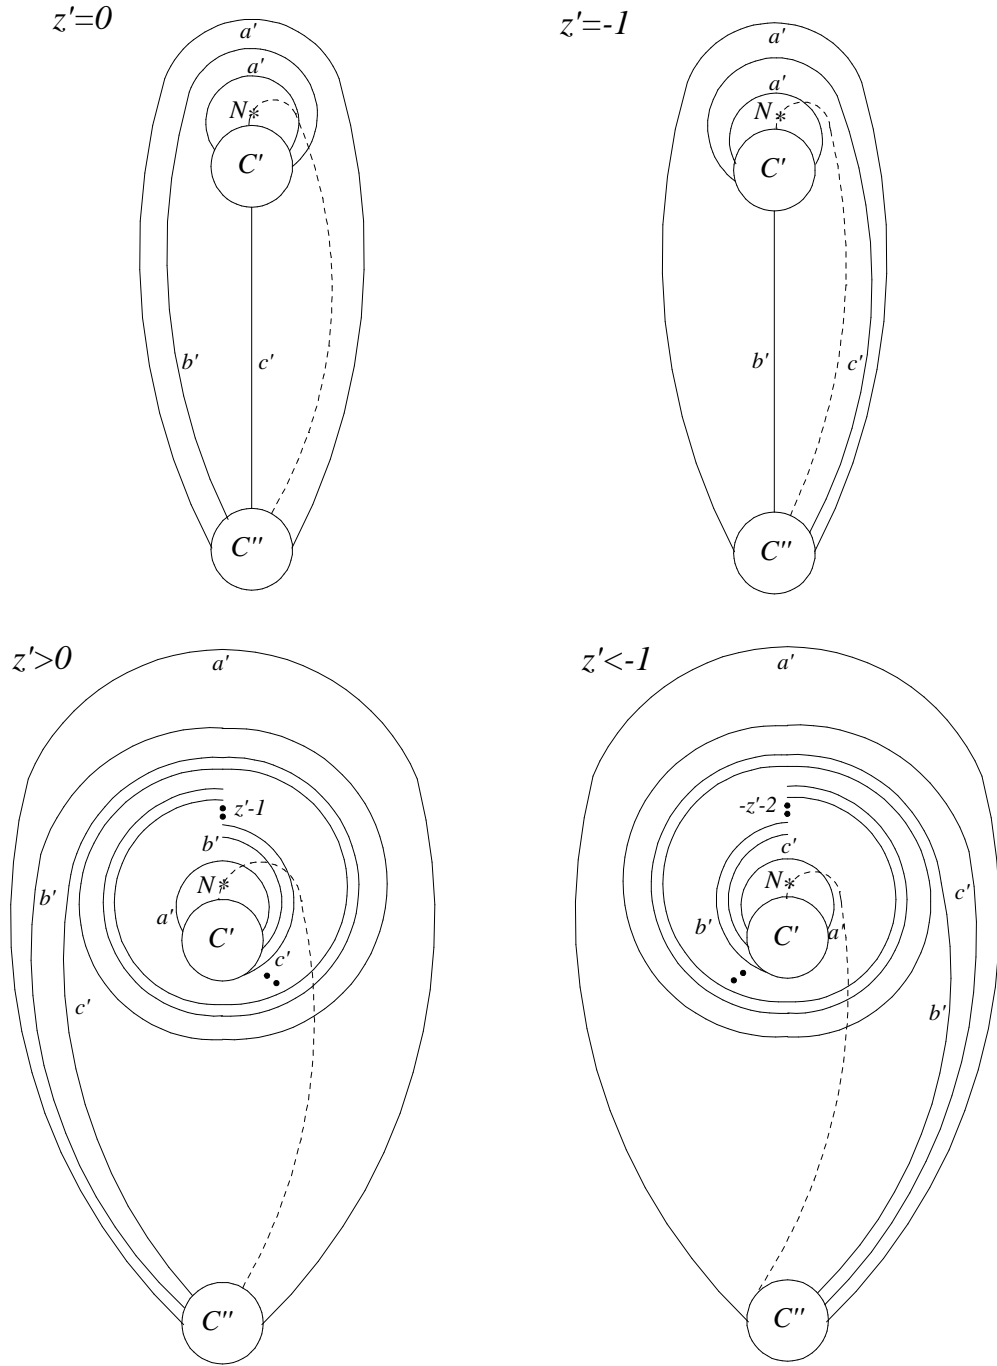 z'=0
a'
a'
N *
C'
b' c'
C''
z'=-1
a'
a'
N *
C'
b' c'
C''
z'>0
a'
z'-1
b'
N *
b'
a' C'
c'
c'
C''
z'<-1
a'
-z'-2
c'
N *
c'
b' C' a'
b'
C''